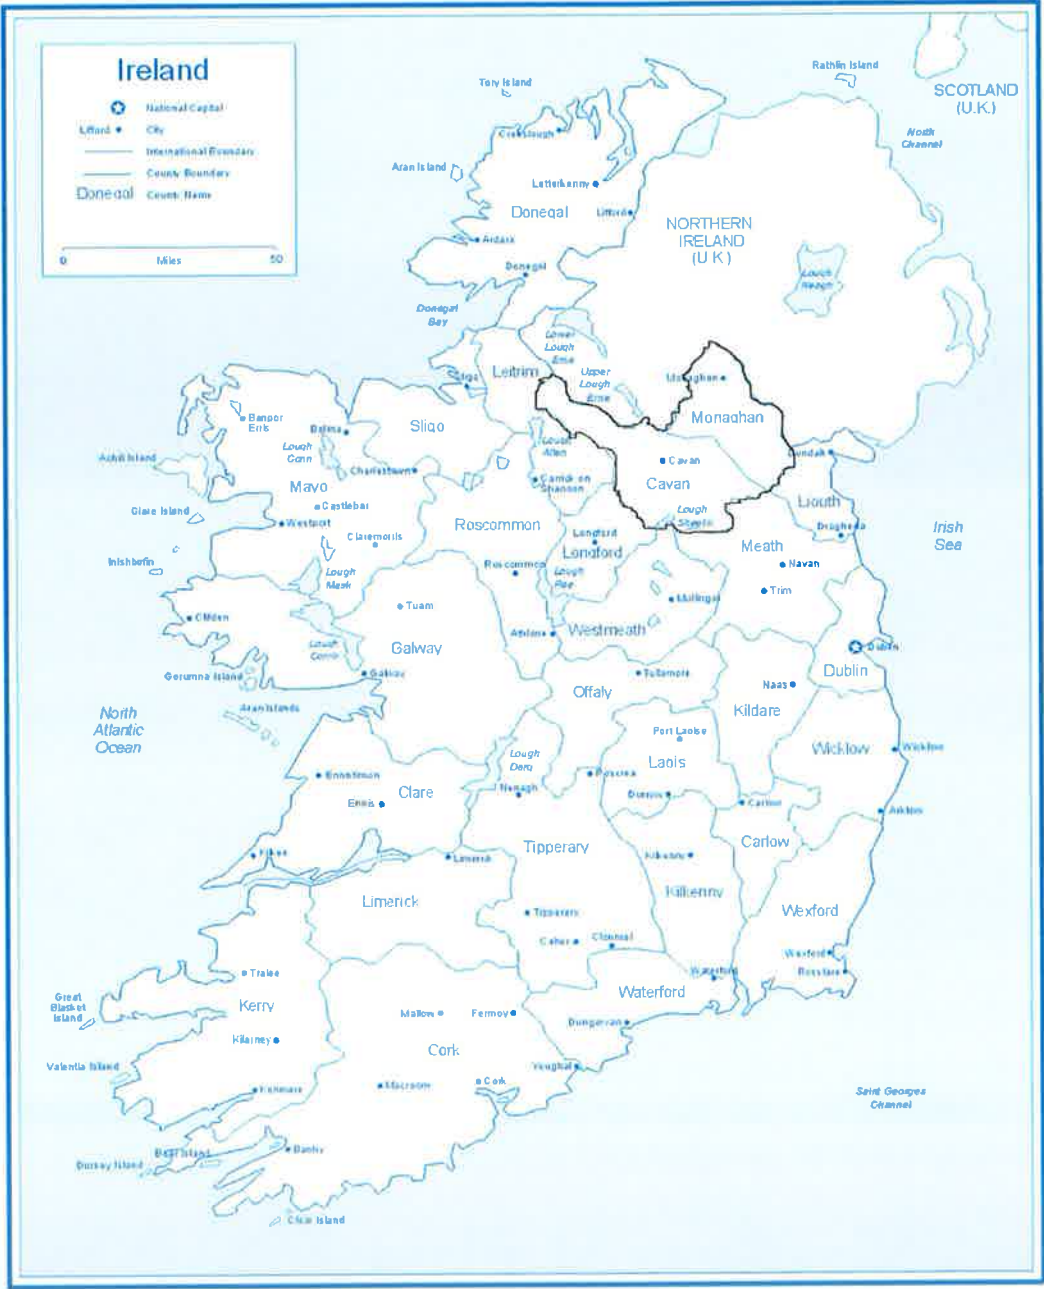 Ireland
National Capital
Lifford
City
International Boundary
County Boundary
Donegal
County Name
0
Miles
50
Tory Island
Rathlin Island
SCOTLAND
(U.K.)
North
Channel
Creeslough
Aran Island
Letterkenny
Donegal
Lifford
NORTHERN
IRELAND
(U K )
Ardara
Donegal
Lough
Neagh
Donegal
Bay
Lower
Lough
Erne
Upper
Lough
Erne
Sligo
Leitrim
Monaghan
Monaghan
Bangor
Erris
Ballina
Sligo
Lough
Conn
Lough
Allen
Cavan
Dundalk
Achill Island
Charlestown
Carrick on
Shannon
Cavan
Mayo
Castlebar
Louth
Clare Island
Westport
Roscommon
Lough
Sheelin
Drogheda
Irish
Sea
Claremorris
Longford
Longford
Meath
Inishbofin
Lough
Mask
Roscommon
Lough
Ree
Navan
Trim
Tuam
Mullingar
Clifden
Athlone
Westmeath
Lough
Corrib
Galway
Dublin
Dublin
Gorumna Island
Galway
Tullamore
Naas
Offaly
Aran Islands
Kildare
North
Atlantic
Ocean
Port Laoise
Laois
Wicklow
Wicklow
Lough
Derg
Ennistimon
Roscrea
Nenagh
Clare
Ennis
Durrow
Carlow
Arklow
Tipperary
Carlow
Kilkee
Limerick
Kilkenny
Kilkenny
Limerick
Wexford
Tipperary
Caher
Clonmel
Wexford
Rosslare
Tralee
Waterford
Waterford
Great
Blasket
Island
Kerry
Mallow
Fermoy
Dungarvan
Kilarney
Cork
Valentia Island
Youghal
Kenmare
Macroom
Cork
Saint Georges
Channel
Bear Island
Bantry
Dursey Island
Clear Island